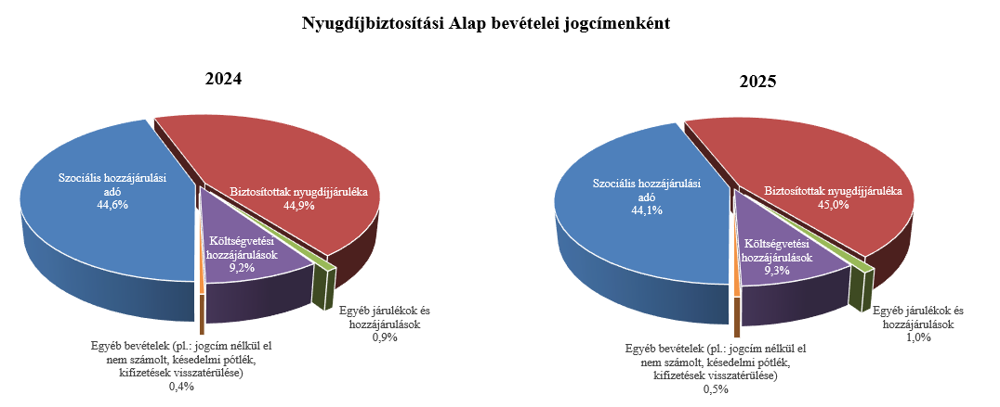 Nyugdíjbiztosítási Alap bevételei jogcímenként
2024
Szociális hozzájárulási
adó
44,6%
Biztosítottak nyugdíjjáruléka
44,9%
Költségvetési
hozzájárulások
9,2%
Egyéb járulékok és
hozzájárulások
0,9%
Egyéb bevételek (pl.: jogcím nélkül el
nem számolt, késedelmi pótlék,
kifizetések visszatérülése)
0,4%
2025
Szociális hozzájárulási
adó
44,1%
Biztosítottak nyugdíjjáruléka
45,0%
Költségvetési
hozzájárulások
9,3%
Egyéb járulékok és
hozzájárulások
1,0%
Egyéb bevételek (pl.: jogcím nélkül el
nem számolt, késedelmi pótlék,
kifizetések visszatérülése)
0,5%